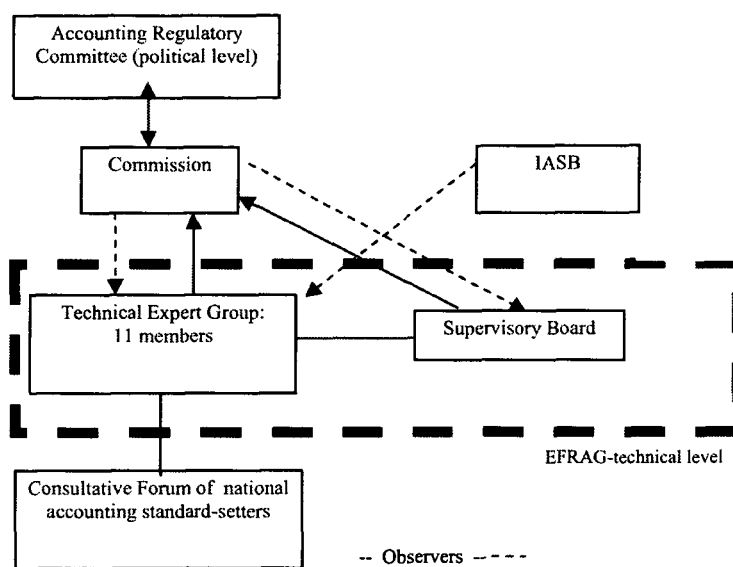 Accounting Regulatory
Committee (political level)
Commission
IASB
Technical Expert Group:
11 members
Supervisory Board
EFRAG-technical level
Consultative Forum of national
accounting standard-setters
-- Observers -----